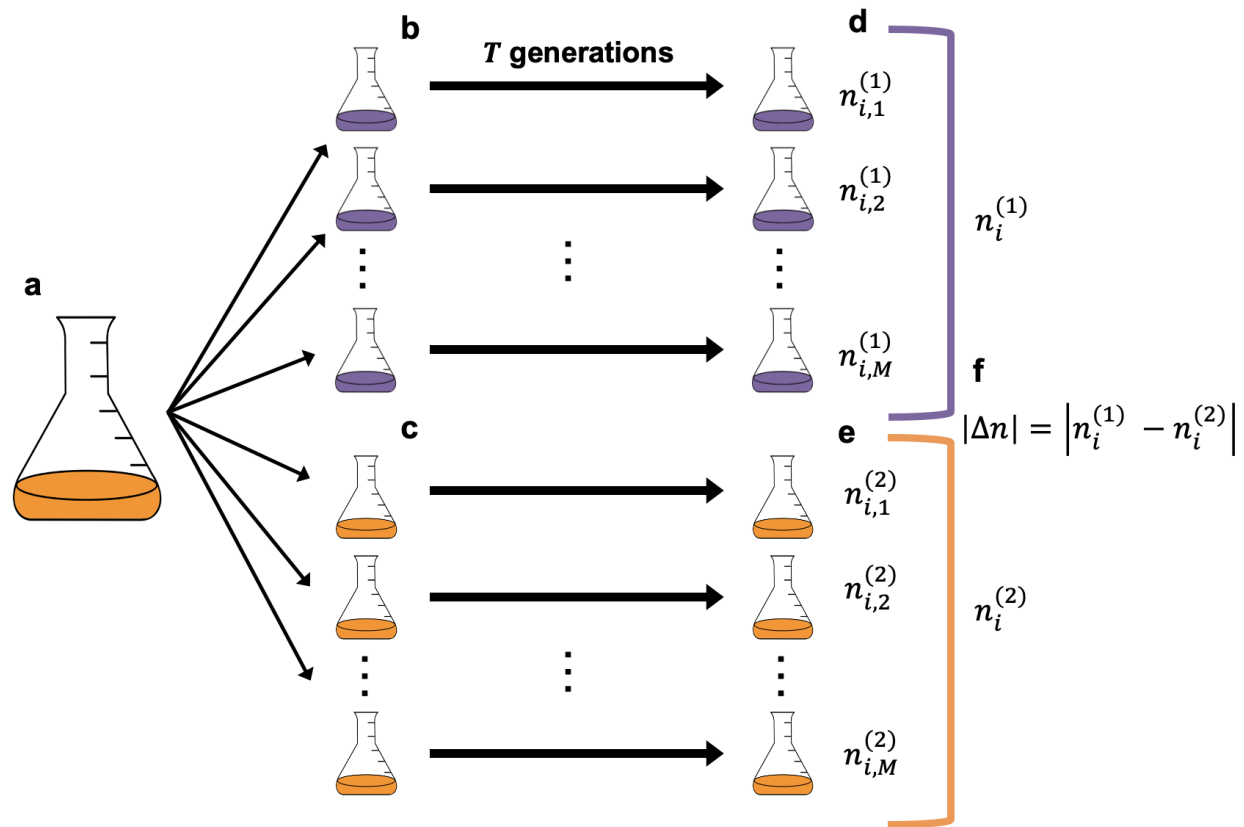 b
T generations
d
n_{i,1}^{(1)}
n_{i,2}^{(1)}
n_i^{(1)}
a
n_{i,M}^{(1)}
f
|Δn| = |n_i^{(1)} − n_i^{(2)}|
c
e
n_{i,1}^{(2)}
n_{i,2}^{(2)}
n_i^{(2)}
n_{i,M}^{(2)}